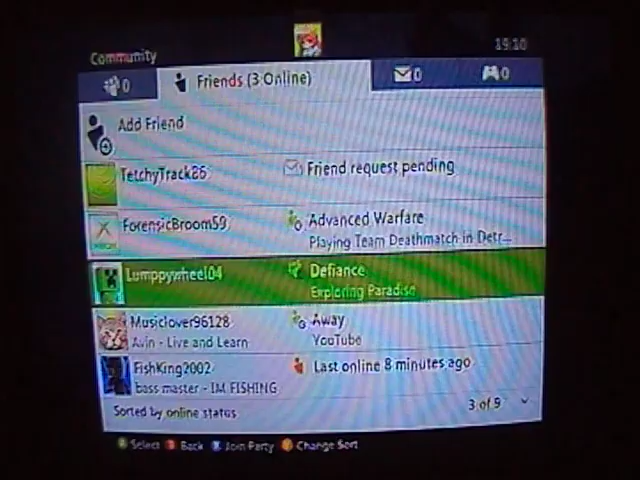 Community
19:10
0
Friends (3 Online)
0
0
Add Friend
TetchyTrack86
Friend request pending
ForensicBroom59
Advanced Warfare
Playing Team Deathmatch in Detr...
Lumppywheel04
Defiance
Exploring Paradise
Musiclover96128
Away
Avin - Live and Learn
YouTube
FishKing2002
Last online 8 minutes ago
bass master - IM FISHING
Sorted by online status
3 of 9
A Select B Back X Join Party Y Change Sort